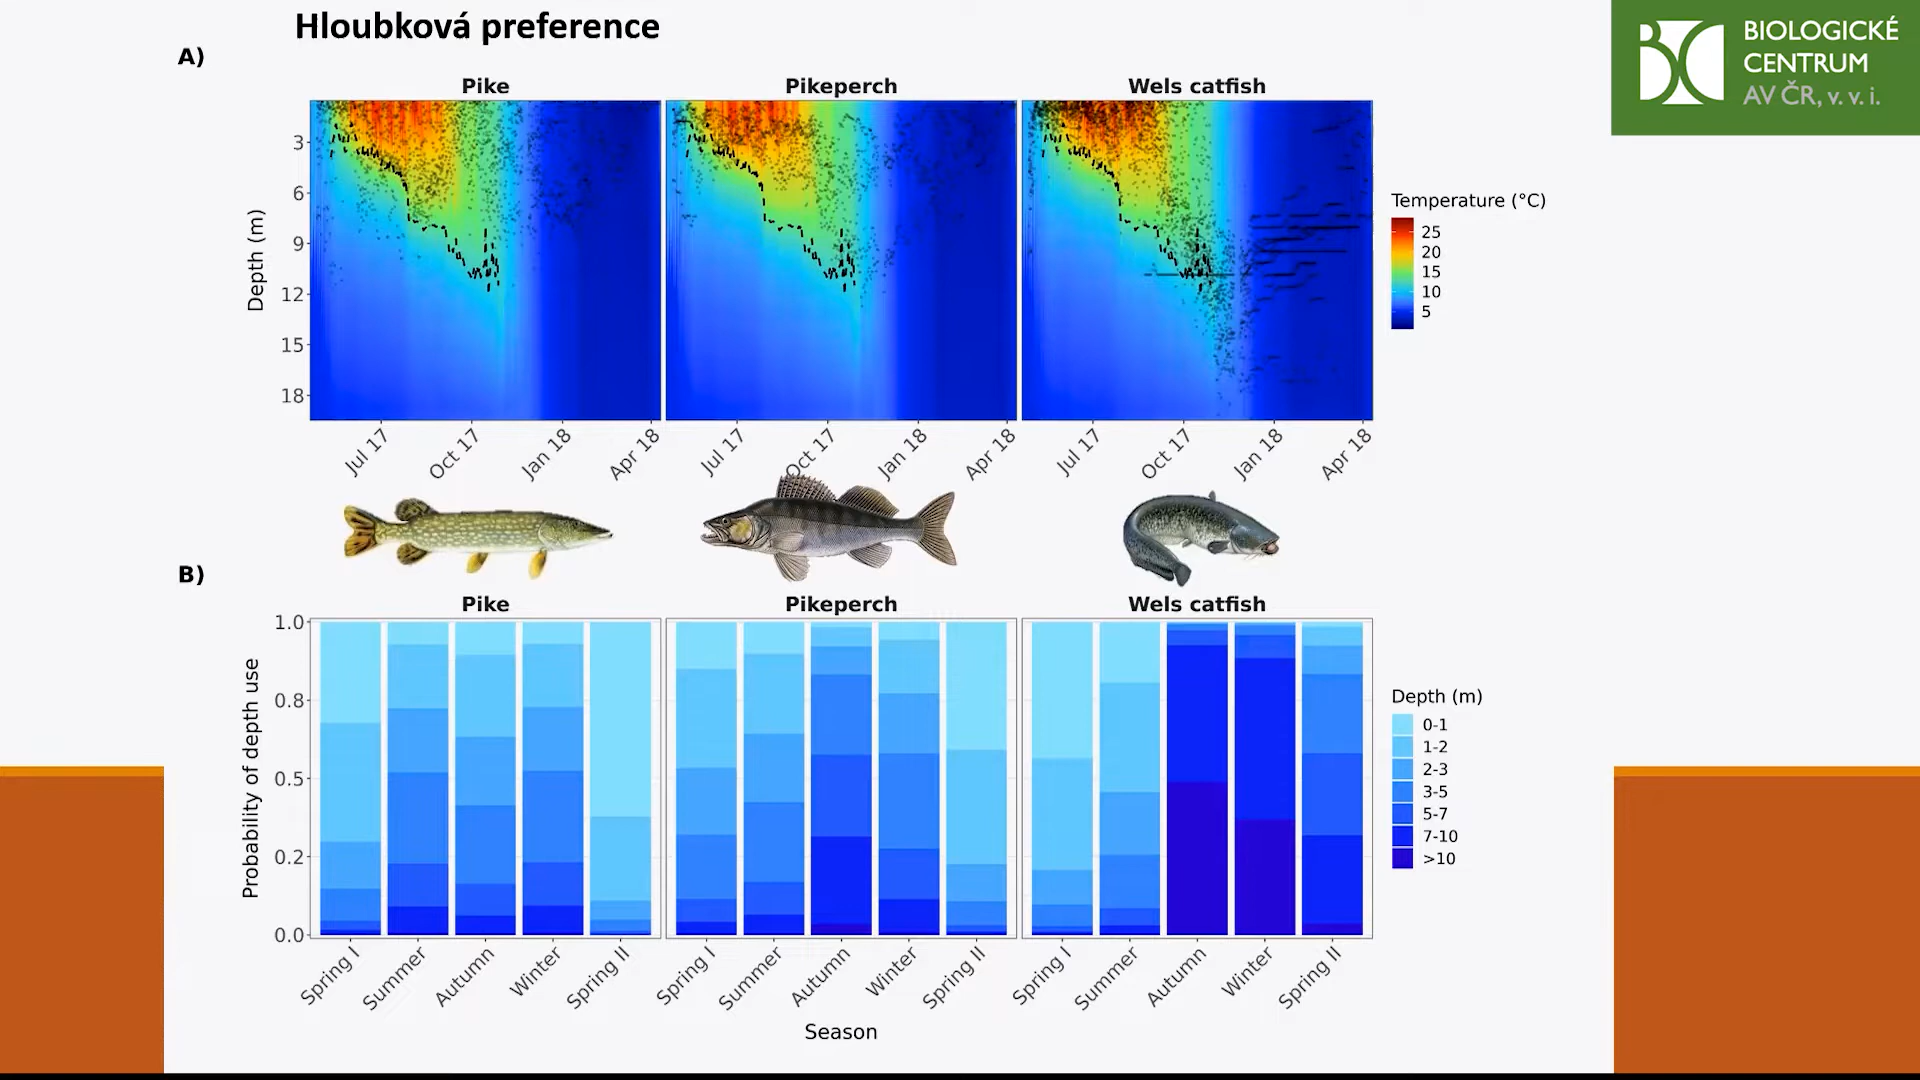 Hloubková preference
BIOLOGICKÉ
CENTRUM
AV ČR, v. v. i.
A)
Pike
Pikeperch
Wels catfish
Depth (m)
3
6
9
12
15
18
Jul 17
Oct 17
Jan 18
Apr 18
Jul 17
Oct 17
Jan 18
Apr 18
Jul 17
Oct 17
Jan 18
Apr 18
Temperature (°C)
25
20
15
10
5
B)
Pike
Pikeperch
Wels catfish
Probability of depth use
1.0
0.8
0.5
0.2
0.0
Spring I
Summer
Autumn
Winter
Spring II
Spring I
Summer
Autumn
Winter
Spring II
Spring I
Summer
Autumn
Winter
Spring II
Season
Depth (m)
0-1
1-2
2-3
3-5
5-7
7-10
>10